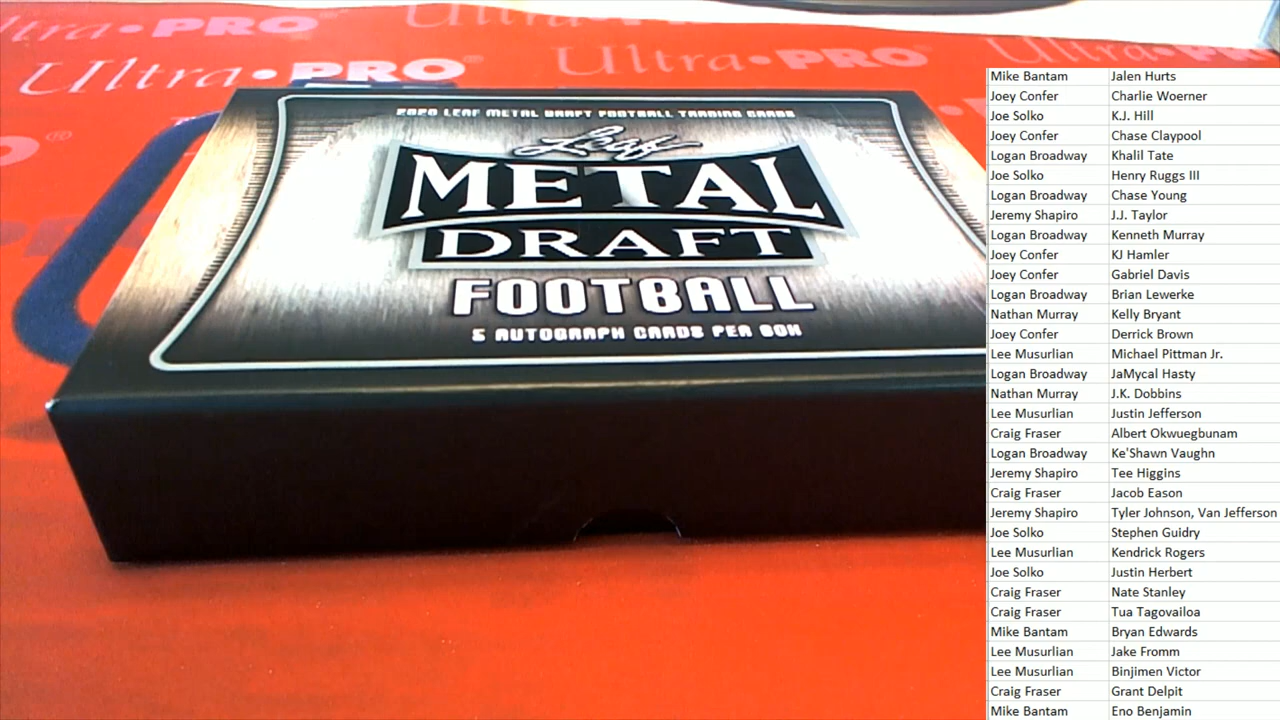 Ultra•PRO
Ultra•PRO
Ultra•PRO
Ultra•PRO
2020 LEAF METAL DRAFT FOOTBALL TRADING CARDS
Leaf
METAL
DRAFT
FOOTBALL
5 AUTOGRAPH CARDS PER BOX
Mike Bantam Jalen Hurts
Joey Confer Charlie Woerner
Joe Solko K.J. Hill
Joey Confer Chase Claypool
Logan Broadway Khalil Tate
Joe Solko Henry Ruggs III
Logan Broadway Chase Young
Jeremy Shapiro J.J. Taylor
Logan Broadway Kenneth Murray
Joey Confer KJ Hamler
Joey Confer Gabriel Davis
Logan Broadway Brian Lewerke
Nathan Murray Kelly Bryant
Joey Confer Derrick Brown
Lee Musurlian Michael Pittman Jr.
Logan Broadway JaMycal Hasty
Nathan Murray J.K. Dobbins
Lee Musurlian Justin Jefferson
Craig Fraser Albert Okwuegbunam
Logan Broadway Ke'Shawn Vaughn
Jeremy Shapiro Tee Higgins
Craig Fraser Jacob Eason
Jeremy Shapiro Tyler Johnson, Van Jefferson
Joe Solko Stephen Guidry
Lee Musurlian Kendrick Rogers
Joe Solko Justin Herbert
Craig Fraser Nate Stanley
Craig Fraser Tua Tagovailoa
Mike Bantam Bryan Edwards
Lee Musurlian Jake Fromm
Lee Musurlian Binjimen Victor
Craig Fraser Grant Delpit
Mike Bantam Eno Benjamin